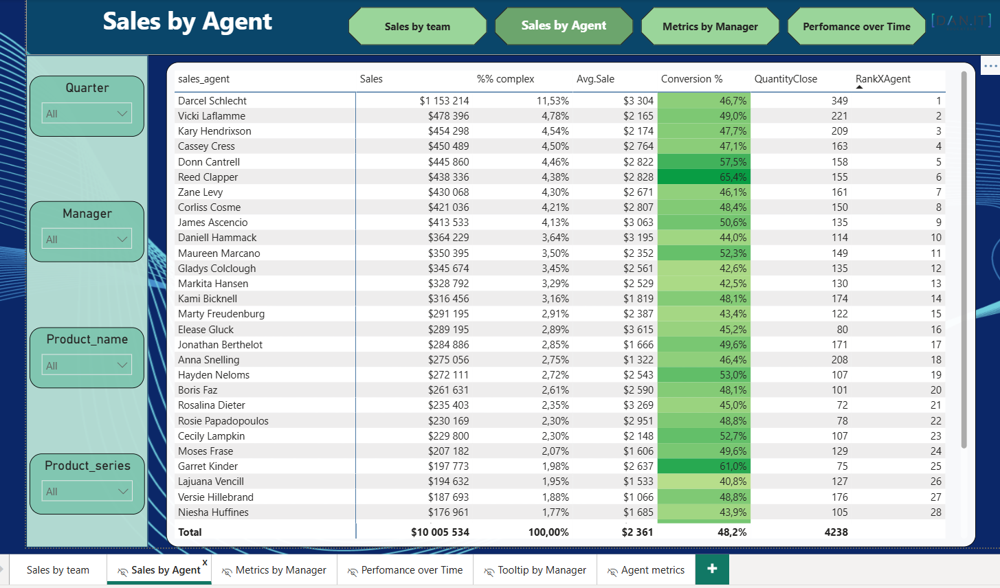 Sales by Agent
Sales by team
Sales by Agent
Metrics by Manager
Perfomance over Time
[DAN.IT]
Quarter
All
Manager
All
Product_name
All
Product_series
All
sales_agent Sales %% complex Avg.Sale Conversion % QuantityClose RankXAgent
Darcel Schlecht $1 153 214 11,53% $3 304 46,7% 349 1
Vicki Laflamme $478 396 4,78% $2 165 49,0% 221 2
Kary Hendrixson $454 298 4,54% $2 174 47,7% 209 3
Cassey Cress $450 489 4,50% $2 764 47,1% 163 4
Donn Cantrell $445 860 4,46% $2 822 57,5% 158 5
Reed Clapper $438 336 4,38% $2 828 65,4% 155 6
Zane Levy $430 068 4,30% $2 671 46,1% 161 7
Corliss Cosme $421 036 4,21% $2 807 48,4% 150 8
James Ascencio $413 533 4,13% $3 063 50,6% 135 9
Daniell Hammack $364 229 3,64% $3 195 44,0% 114 10
Maureen Marcano $350 395 3,50% $2 352 52,3% 149 11
Gladys Colclough $345 674 3,45% $2 561 42,6% 135 12
Markita Hansen $328 792 3,29% $2 529 42,5% 130 13
Kami Bicknell $316 456 3,16% $1 819 48,1% 174 14
Marty Freudenburg $291 195 2,91% $2 387 43,4% 122 15
Elease Gluck $289 195 2,89% $3 615 45,2% 80 16
Jonathan Berthelot $284 886 2,85% $1 666 49,6% 171 17
Anna Snelling $275 056 2,75% $1 322 46,4% 208 18
Hayden Neloms $272 111 2,72% $2 543 53,0% 107 19
Boris Faz $261 631 2,61% $2 590 48,1% 101 20
Rosalina Dieter $235 403 2,35% $3 269 45,0% 72 21
Rosie Papadopoulos $230 169 2,30% $2 951 48,8% 78 22
Cecily Lampkin $229 800 2,30% $2 148 52,7% 107 23
Moses Frase $207 182 2,07% $1 606 49,6% 129 24
Garret Kinder $197 773 1,98% $2 637 61,0% 75 25
Lajuana Vencill $194 632 1,95% $1 533 40,8% 127 26
Versie Hillebrand $187 693 1,88% $1 066 48,8% 176 27
Niesha Huffines $176 961 1,77% $1 685 43,9% 105 28
Total $10 005 534 100,00% $2 361 48,2% 4238
Sales by team
Sales by Agent x
Metrics by Manager
Perfomance over Time
Tooltip by Manager
Agent metrics
+